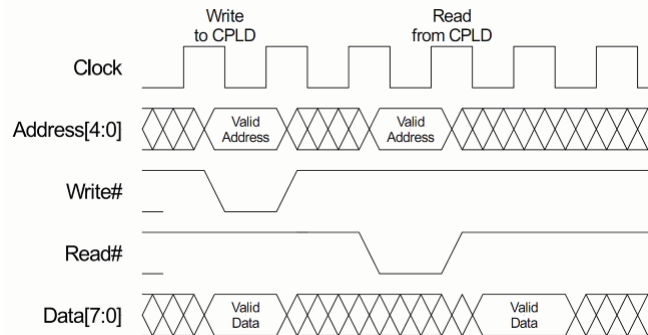 Write
to CPLD
Read
from CPLD
Clock
Address[4:0]
Valid
Address
Valid
Address
Write#
Read#
Data[7:0]
Valid
Data
Valid
Data